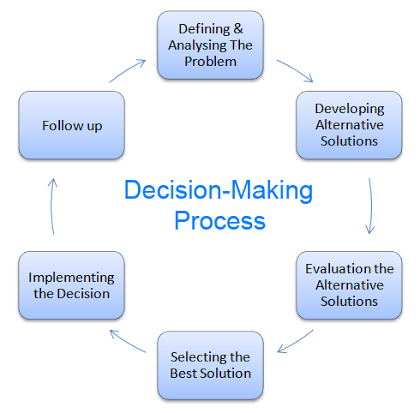 Defining &
Analysing The
Problem
Developing
Alternative
Solutions
Evaluation the
Alternative
Solutions
Selecting the
Best Solution
Implementing
the Decision
Follow up
Decision-Making
Process